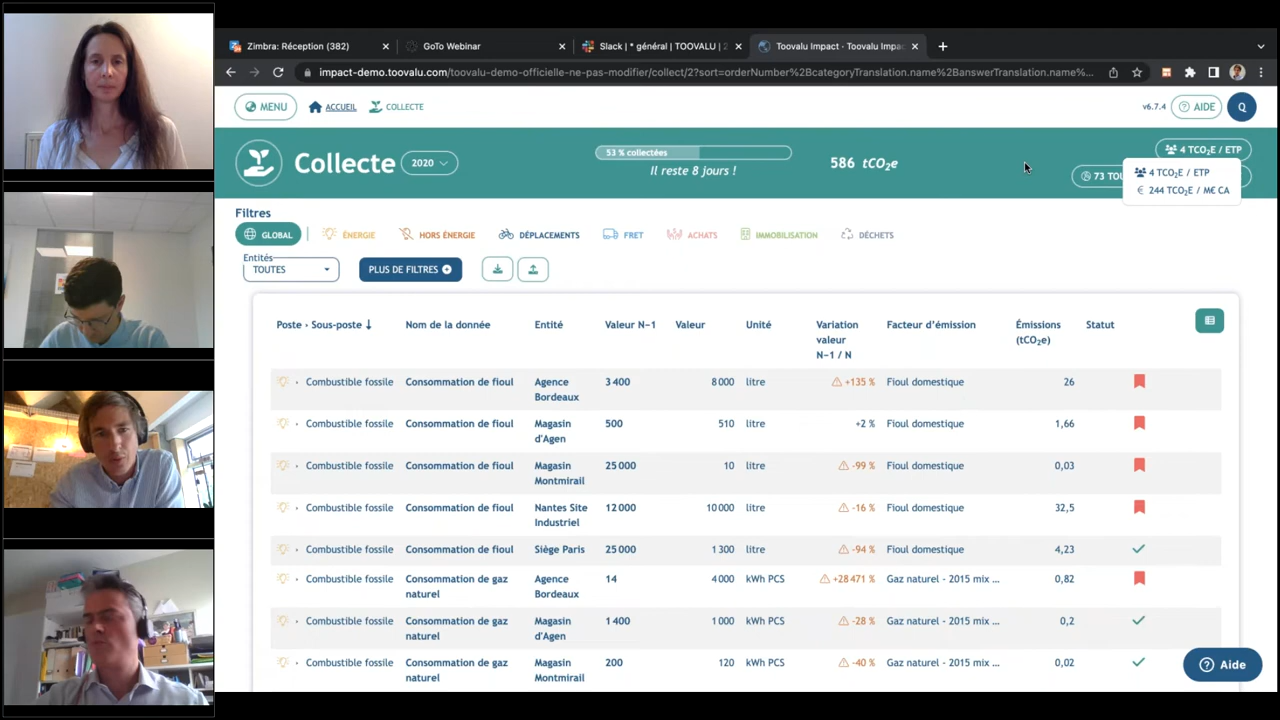 Zimbra: Réception (382)
GoTo Webinar
Slack | * général | TOOVALU | 2
Toovalu Impact · Toovalu Impac
impact-demo.toovalu.com/toovalu-demo-officielle-ne-pas-modifier/collect/2?sort=orderNumber%2BcategoryTranslation.name%2BanswerTranslation.name%...
MENU
ACCUEIL
COLLECTE
v6.7.4
AIDE
Q
Collecte
2020
53 % collectées
Il reste 8 jours !
586 tCO₂e
4 TCO₂E / ETP
73 TOU
4 TCO₂E / ETP
€ 244 TCO₂E / M€ CA
Filtres
GLOBAL
ÉNERGIE
HORS ÉNERGIE
DÉPLACEMENTS
FRET
ACHATS
IMMOBILISATION
DÉCHETS
Entités
TOUTES
PLUS DE FILTRES
Poste › Sous-poste ↓ Nom de la donnée Entité Valeur N−1 Valeur Unité Variation valeur N−1 / N Facteur d’émission Émissions (tCO₂e) Statut
› Combustible fossile Consommation de fioul Agence Bordeaux 3 400 8 000 litre +135 % Fioul domestique 26
› Combustible fossile Consommation de fioul Magasin d'Agen 500 510 litre +2 % Fioul domestique 1,66
› Combustible fossile Consommation de fioul Magasin Montmirail 25 000 10 litre -99 % Fioul domestique 0,03
› Combustible fossile Consommation de fioul Nantes Site Industriel 12 000 10 000 litre -16 % Fioul domestique 32,5
› Combustible fossile Consommation de fioul Siège Paris 25 000 1 300 litre -94 % Fioul domestique 4,23
› Combustible fossile Consommation de gaz naturel Agence Bordeaux 14 4 000 kWh PCS +28 471 % Gaz naturel - 2015 mix ... 0,82
› Combustible fossile Consommation de gaz naturel Magasin d'Agen 1 400 1 000 kWh PCS -28 % Gaz naturel - 2015 mix ... 0,2
› Combustible fossile Consommation de gaz naturel Magasin Montmirail 200 120 kWh PCS -40 % Gaz naturel - 2015 mix ... 0,02
Aide